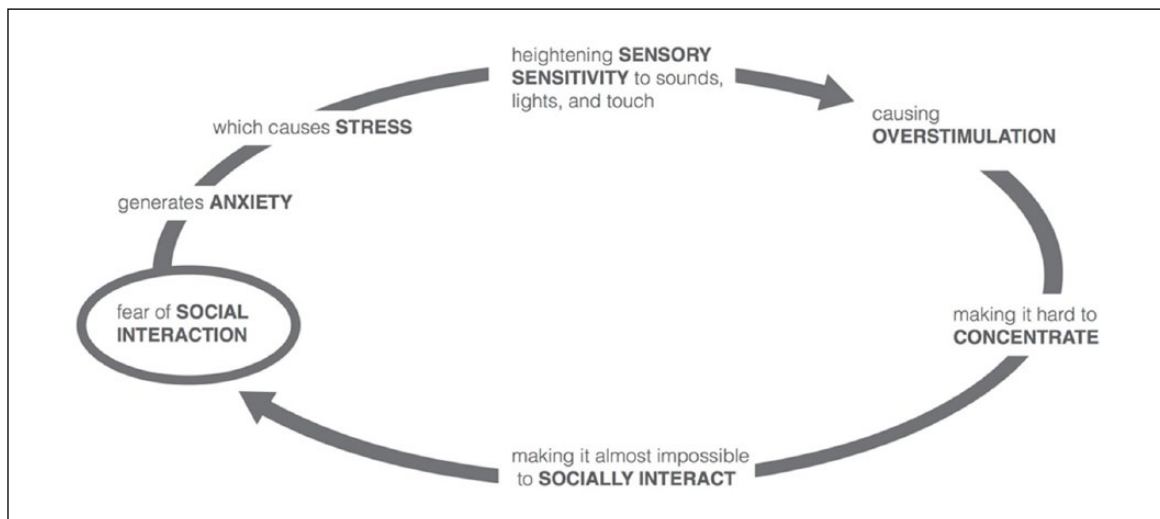 fear of SOCIAL
INTERACTION
generates ANXIETY
which causes STRESS
heightening SENSORY
SENSITIVITY to sounds,
lights, and touch
causing
OVERSTIMULATION
making it hard to
CONCENTRATE
making it almost impossible
to SOCIALLY INTERACT